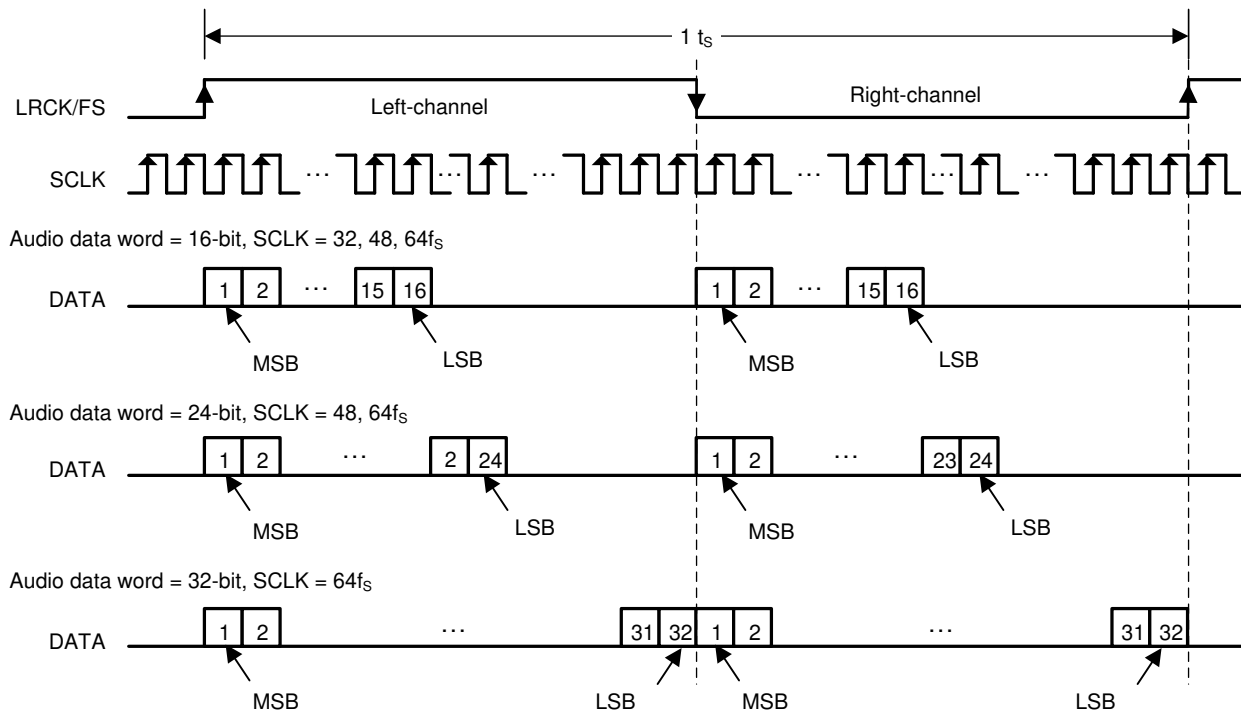 1 tS
LRCK/FS
Left-channel
Right-channel
SCLK
... ... ... ... ... ...
Audio data word = 16-bit, SCLK = 32, 48, 64fS
DATA 1 2 ... 15 16 1 2 ... 15 16
MSB LSB MSB LSB
Audio data word = 24-bit, SCLK = 48, 64fS
DATA 1 2 ... 2 24 1 2 ... 23 24
MSB LSB MSB LSB
Audio data word = 32-bit, SCLK = 64fS
DATA 1 2 ... 31 32 1 2 ... 31 32
MSB LSB MSB LSB